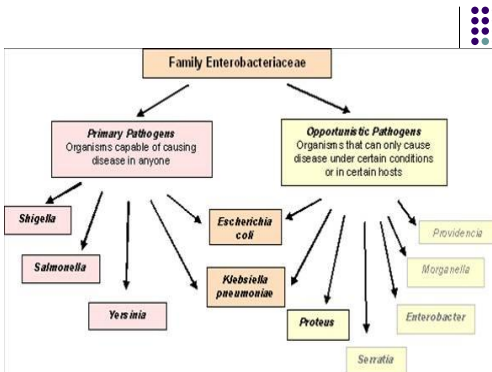 Family Enterobacteriaceae
Primary Pathogens
Organisms capable of causing
disease in anyone
Opportunistic Pathogens
Organisms that can only cause
disease under certain conditions
or in certain hosts
Shigella
Salmonella
Yersinia
Escherichia
coli
Klebsiella
pneumoniae
Proteus
Serratia
Enterobacter
Morganella
Providencia